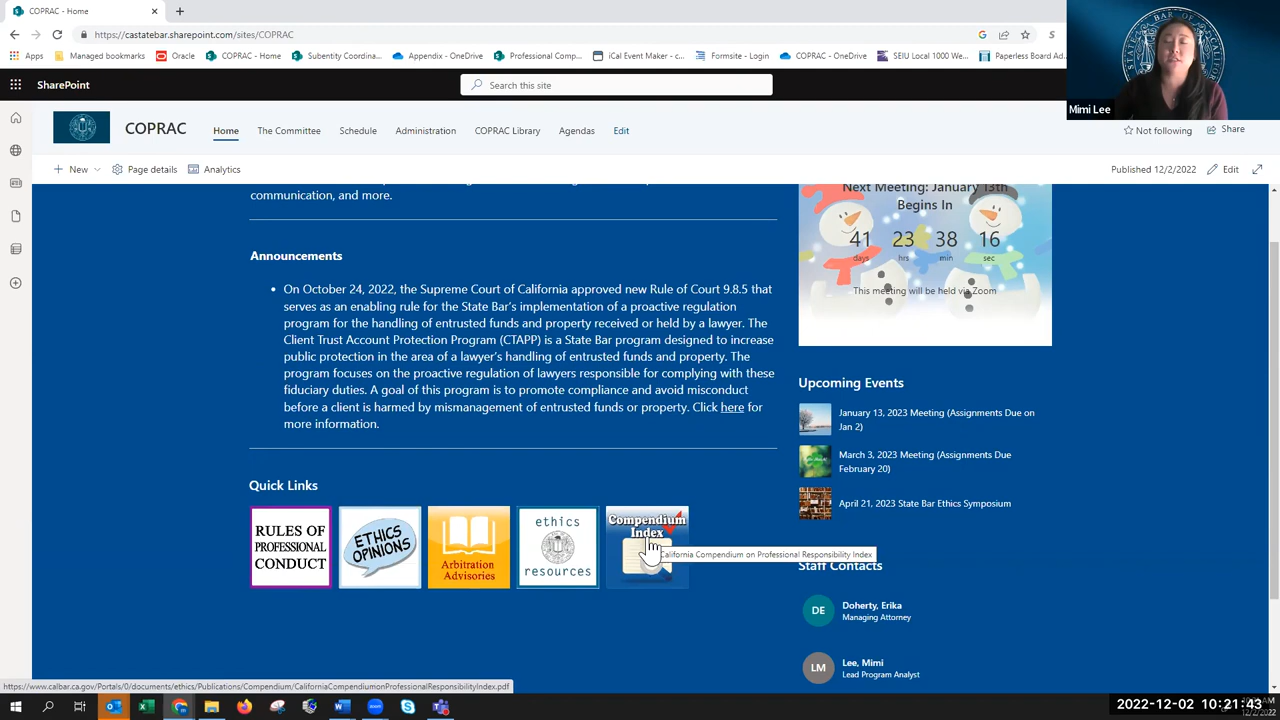 COPRAC - Home
https://castatebar.sharepoint.com/sites/COPRAC
Apps
Managed bookmarks
Oracle
COPRAC - Home
Subentity Coordina...
Appendix - OneDrive
Professional Comp...
iCal Event Maker - c...
Formsite - Login
COPRAC - OneDrive
SEIU Local 1000 We...
Paperless Board Ad...
Mimi Lee
SharePoint
Search this site
COPRAC
Home
The Committee
Schedule
Administration
COPRAC Library
Agendas
Edit
Not following
Share
New
Page details
Analytics
Published 12/2/2022
Edit
communication, and more.
Announcements
On October 24, 2022, the Supreme Court of California approved new Rule of Court 9.8.5 that
serves as an enabling rule for the State Bar's implementation of a proactive regulation
program for the handling of entrusted funds and property received or held by a lawyer. The
Client Trust Account Protection Program (CTAPP) is a State Bar program designed to increase
public protection in the area of a lawyer's handling of entrusted funds and property. The
program focuses on the proactive regulation of lawyers responsible for complying with these
fiduciary duties. A goal of this program is to promote compliance and avoid misconduct
before a client is harmed by mismanagement of entrusted funds or property. Click here for
more information.
Quick Links
RULES OF
PROFESSIONAL
CONDUCT
ETHICS
OPINIONS
Arbitration
Advisories
ethics
resources
Compendium
Index
California Compendium on Professional Responsibility Index
Next Meeting: January 13th
Begins In
41 23 38 16
days hrs min sec
This meeting will be held via Zoom
Upcoming Events
January 13, 2023 Meeting (Assignments Due on
Jan 2)
March 3, 2023 Meeting (Assignments Due
February 20)
April 21, 2023 State Bar Ethics Symposium
Staff Contacts
DE
Doherty, Erika
Managing Attorney
LM
Lee, Mimi
Lead Program Analyst
https://www.calbar.ca.gov/Portals/0/documents/ethics/Publications/Compendium/CaliforniaCompendiumonProfessionalResponsibilityIndex.pdf
2022-12-02 10:21:43